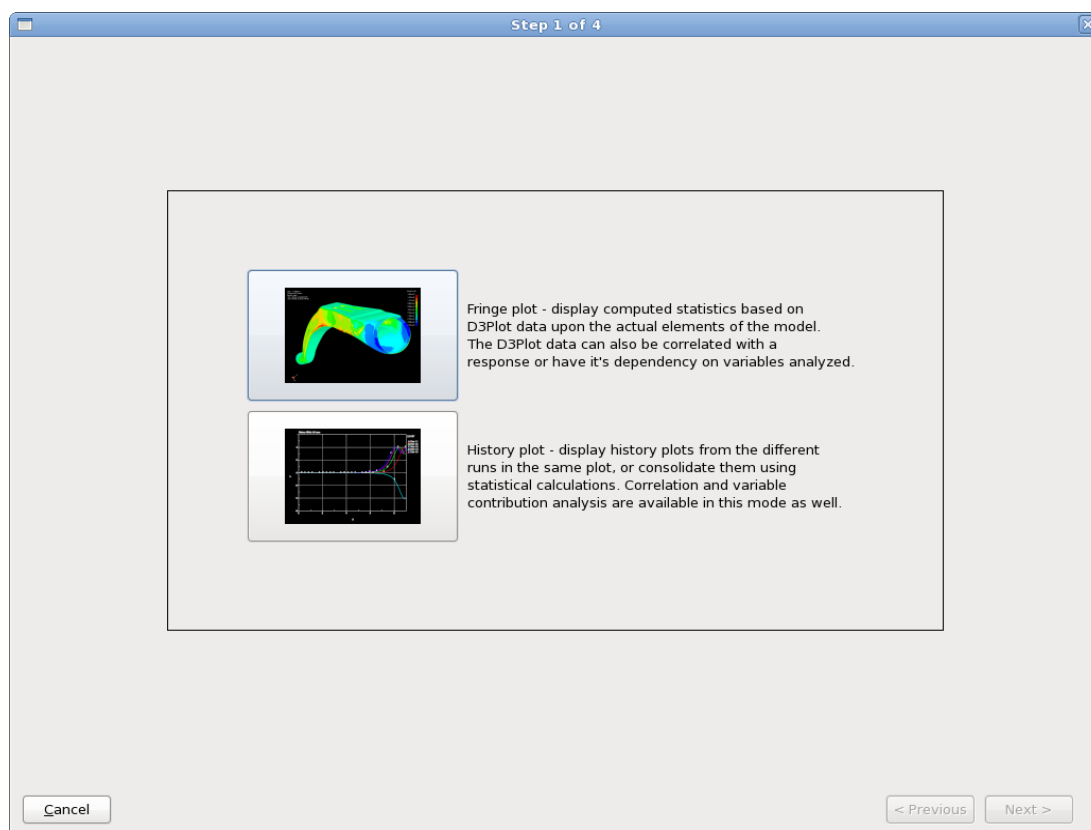 Step 1 of 4
Fringe plot - display computed statistics based on
D3Plot data upon the actual elements of the model.
The D3Plot data can also be correlated with a
response or have it's dependency on variables analyzed.
History plot - display history plots from the different
runs in the same plot, or consolidate them using
statistical calculations. Correlation and variable
contribution analysis are available in this mode as well.
Cancel
< Previous
Next >